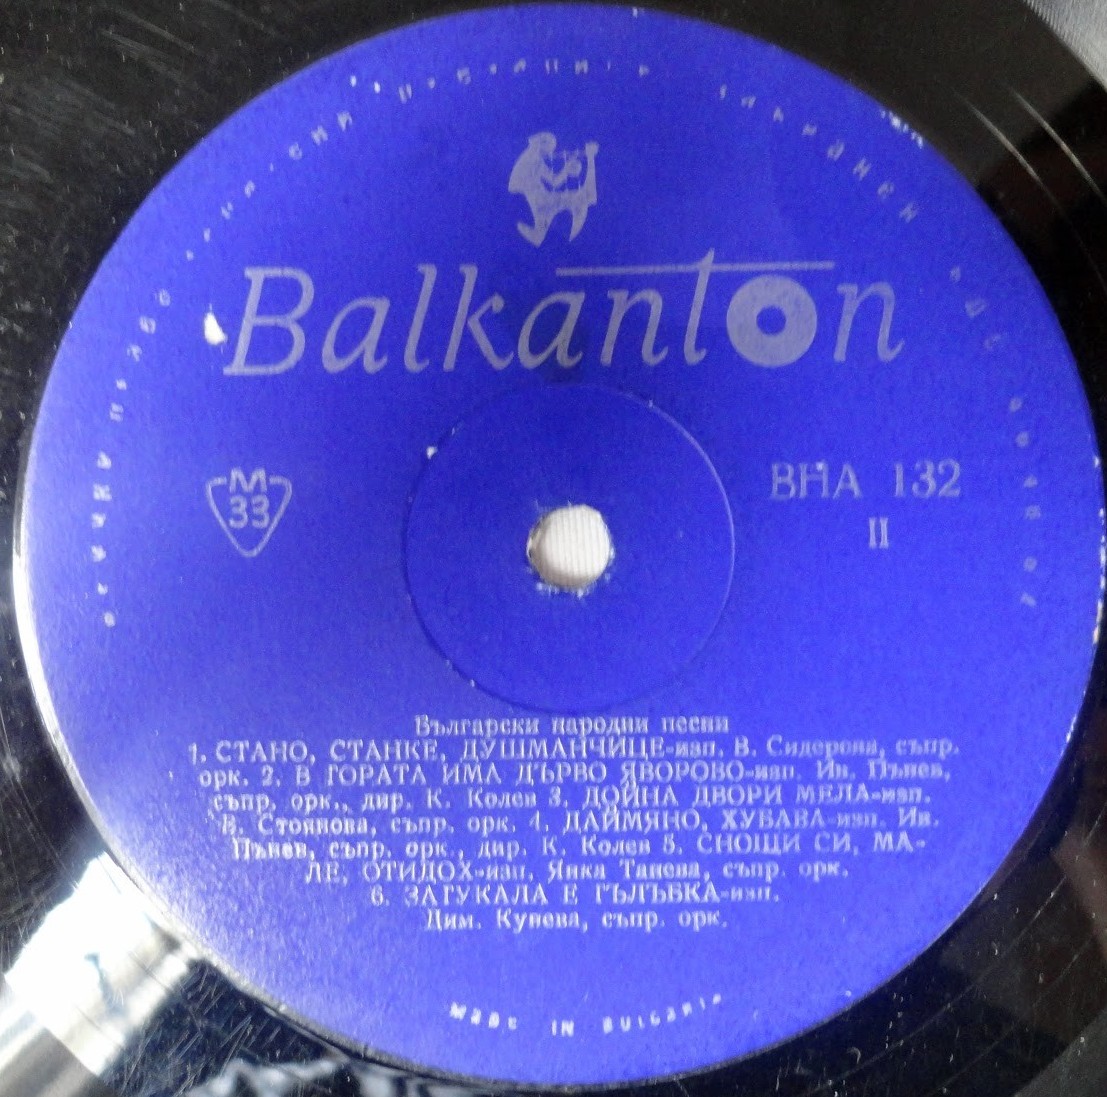 Balkanton
М
33
ВНА 132
II
Български народни песни
1. СТАНО, СТАНКЕ, ДУШМАНЧИЦЕ-изп. В. Сидерова, съпр.
орк. 2. В ГОРАТА ИМА ДЪРВО ЯВОРОВО-изп. Ив. Пънев,
съпр. орк., дир. К. Колев 3. ДОЙНА ДВОРИ МЕЛА-изп.
В. Стоянова, съпр. орк. 4. ДАЙМЯНО, ХУБАВА-изп. Ив.
Пънев, съпр. орк., дир. К. Колев 5. СНОЩИ СИ, МА-
ЛЕ, ОТИДОХ-изп. Янка Танева, съпр. орк.
6. ЗАГУКАЛА Е ГЪЛЪБКА-изп.
Дим. Кунева, съпр. орк.
MADE IN BULGARIA